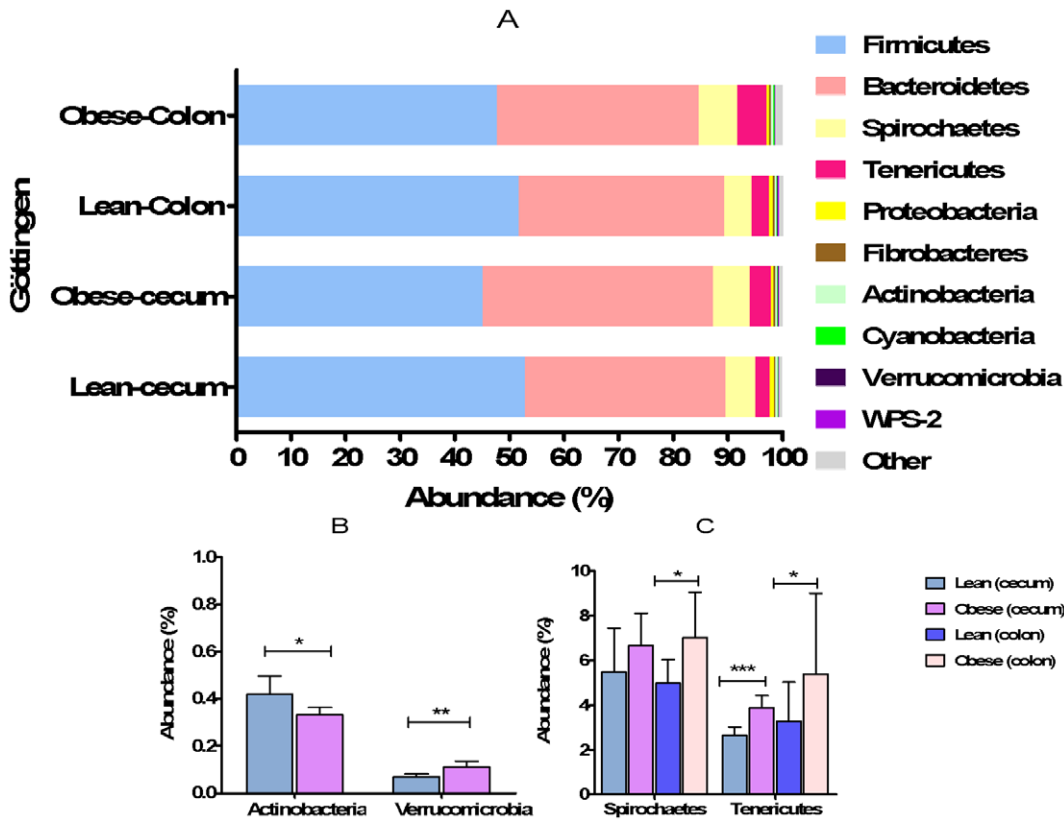 A
Göttingen
Obese-Colon
Lean-Colon
Obese-cecum
Lean-cecum
0 10 20 30 40 50 60 70 80 90 100
Abundance (%)
Firmicutes
Bacteroidetes
Spirochaetes
Tenericutes
Proteobacteria
Fibrobacteres
Actinobacteria
Cyanobacteria
Verrucomicrobia
WPS-2
Other
B
Abundance (%)
1.0
0.8
0.6
0.4
0.2
0.0
*
**
Actinobacteria Verrucomicrobia
C
Abundance (%)
10
8
6
4
2
0
*
***
*
Spirochaetes Tenericutes
Lean (cecum)
Obese (cecum)
Lean (colon)
Obese (colon)